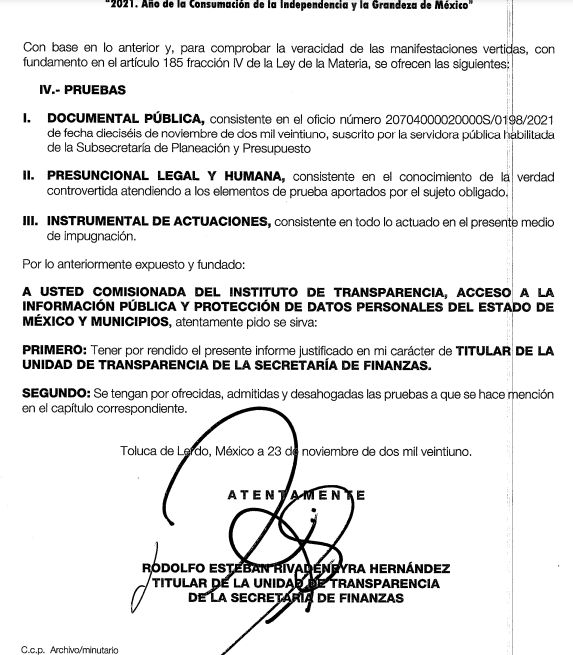 "2021. Año de la Consumación de la Independencia y la Grandeza de México"
Con base en lo anterior y, para comprobar la veracidad de las manifestaciones vertidas, con
fundamento en el artículo 185 fracción IV de la Ley de la Materia, se ofrecen las siguientes:
IV.- PRUEBAS
I. DOCUMENTAL PÚBLICA, consistente en el oficio número 20704000020000S/0198/2021
de fecha dieciséis de noviembre de dos mil veintiuno, suscrito por la servidora pública habilitada
de la Subsecretaría de Planeación y Presupuesto
II. PRESUNCIONAL LEGAL Y HUMANA, consistente en el conocimiento de la verdad
controvertida atendiendo a los elementos de prueba aportados por el sujeto obligado.
III. INSTRUMENTAL DE ACTUACIONES, consistente en todo lo actuado en el presente medio
de impugnación.
Por lo anteriormente expuesto y fundado:
A USTED COMISIONADA DEL INSTITUTO DE TRANSPARENCIA, ACCESO A LA
INFORMACIÓN PÚBLICA Y PROTECCIÓN DE DATOS PERSONALES DEL ESTADO DE
MÉXICO Y MUNICIPIOS, atentamente pido se sirva:
PRIMERO: Tener por rendido el presente informe justificado en mi carácter de TITULAR DE LA
UNIDAD DE TRANSPARENCIA DE LA SECRETARÍA DE FINANZAS.
SEGUNDO: Se tengan por ofrecidas, admitidas y desahogadas las pruebas a que se hace mención
en el capítulo correspondiente.
Toluca de Lerdo, México a 23 de noviembre de dos mil veintiuno.
A T E N T A M E N T E
RODOLFO ESTEBAN RIVADENEYRA HERNÁNDEZ
TITULAR DE LA UNIDAD DE TRANSPARENCIA
DE LA SECRETARÍA DE FINANZAS
C.c.p. Archivo/minutario